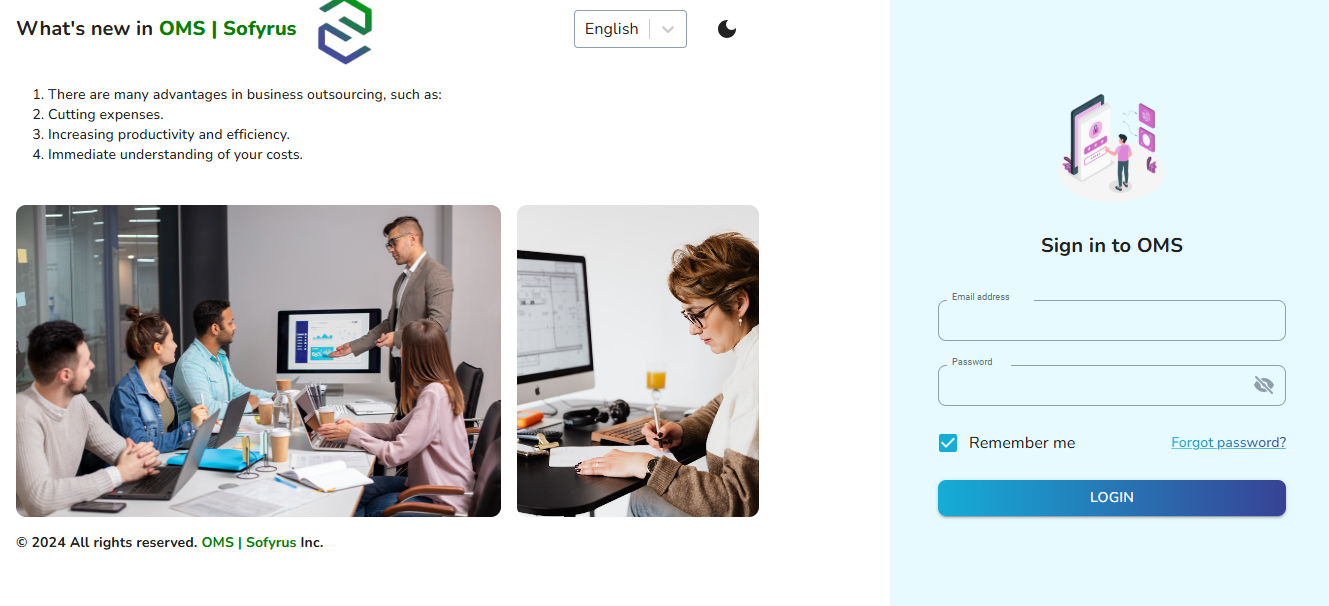 What's new in OMS | Sofyrus
English
1. There are many advantages in business outsourcing, such as:
2. Cutting expenses.
3. Increasing productivity and efficiency.
4. Immediate understanding of your costs.
© 2024 All rights reserved. OMS | Sofyrus Inc.
Sign in to OMS
Email address
Password
Remember me
Forgot password?
LOGIN